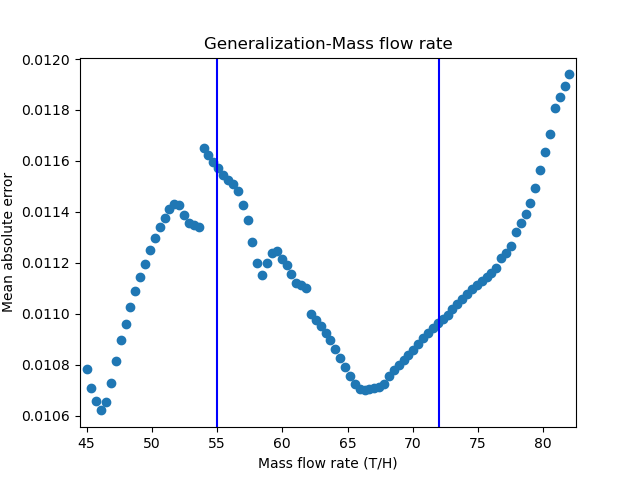 Generalization-Mass flow rate
0.0120
0.0118
0.0116
0.0114
0.0112
0.0110
0.0108
0.0106
Mean absolute error
45 50 55 60 65 70 75 80
Mass flow rate (T/H)